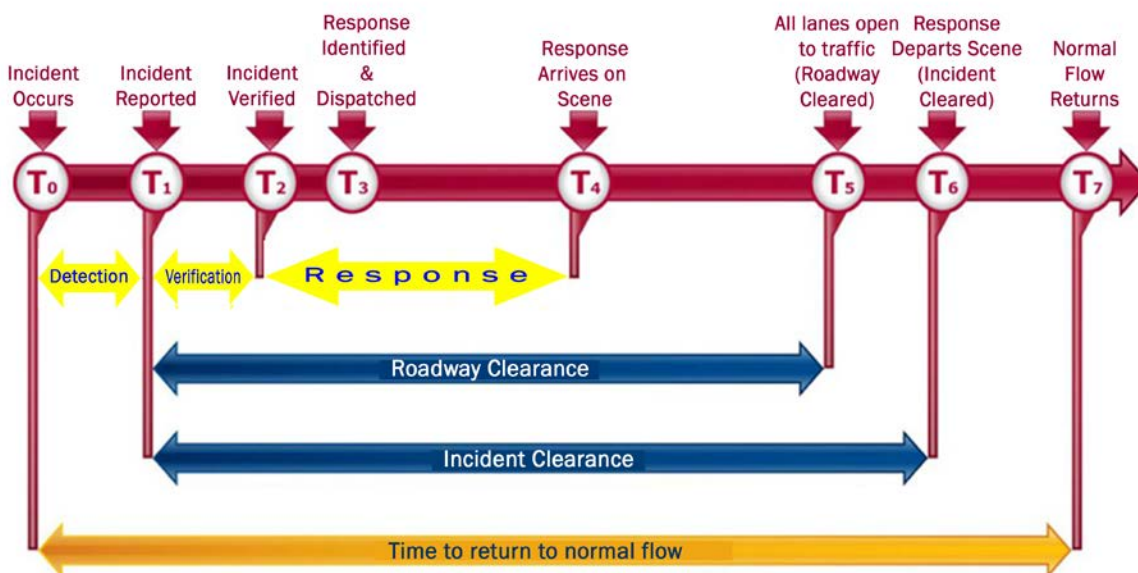 Incident
Occurs
Incident
Reported
Incident
Verified
Response
Identified
&
Dispatched
Response
Arrives on
Scene
All lanes open
to traffic
(Roadway
Cleared)
Response
Departs Scene
(Incident
Cleared)
Normal
Flow
Returns
T0
T1
T2
T3
T4
T5
T6
T7
Detection
Verification
Response
Roadway Clearance
Incident Clearance
Time to return to normal flow